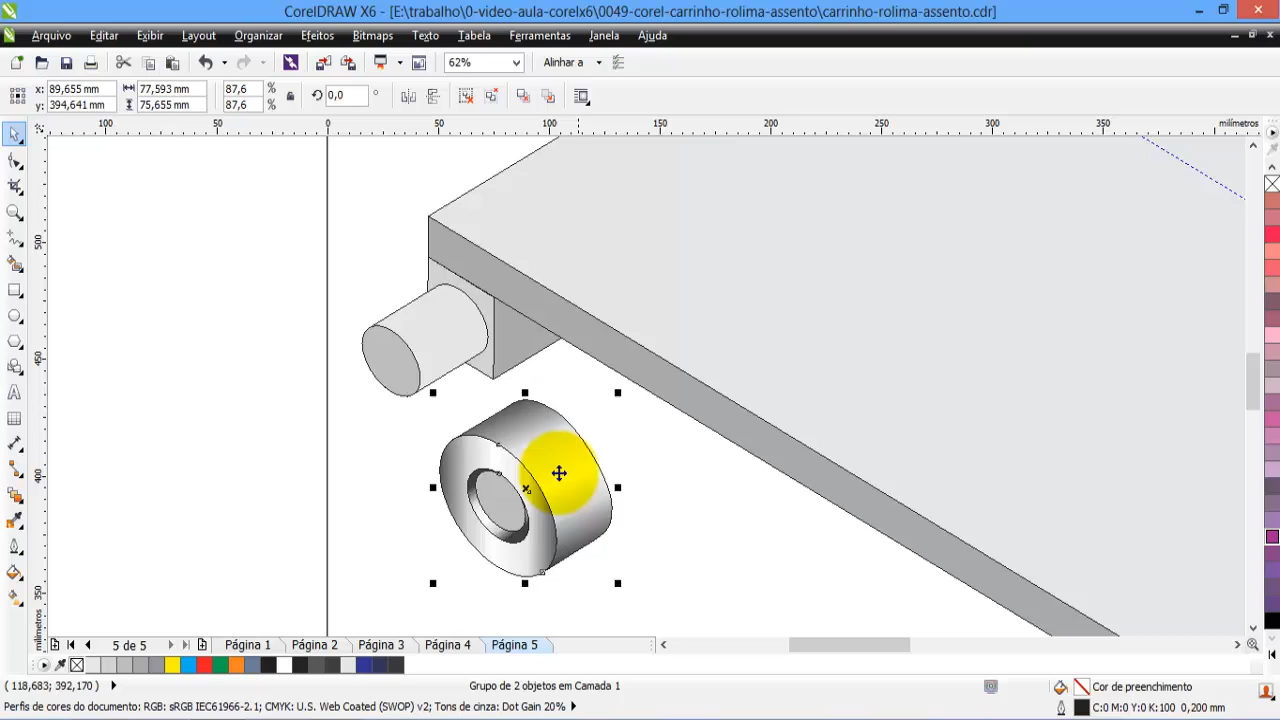 CorelDRAW X6 - [E:\trabalho\0-video-aula-corelx6\0049-corel-carrinho-rolima-assento\carrinho-rolima-assento.cdr]
Arquivo Editar Exibir Layout Organizar Efeitos Bitmaps Texto Tabela Ferramentas Janela Ajuda
62% Alinhar a
x: 89,655 mm 77,593 mm 87,6 % 0,0 °
y: 394,641 mm 75,655 mm 87,6 %
100 50 0 50 100 150 200 250 300 350 milímetros
500
450
400
350
milímetros
5 de 5 Página 1 Página 2 Página 3 Página 4 Página 5
( 118,683; 392,170 ) Grupo de 2 objetos em Camada 1 Cor de preenchimento
Perfis de cores do documento: RGB: sRGB IEC61966-2.1; CMYK: U.S. Web Coated (SWOP) v2; Tons de cinza: Dot Gain 20% C:0 M:0 Y:0 K:100 0,200 mm